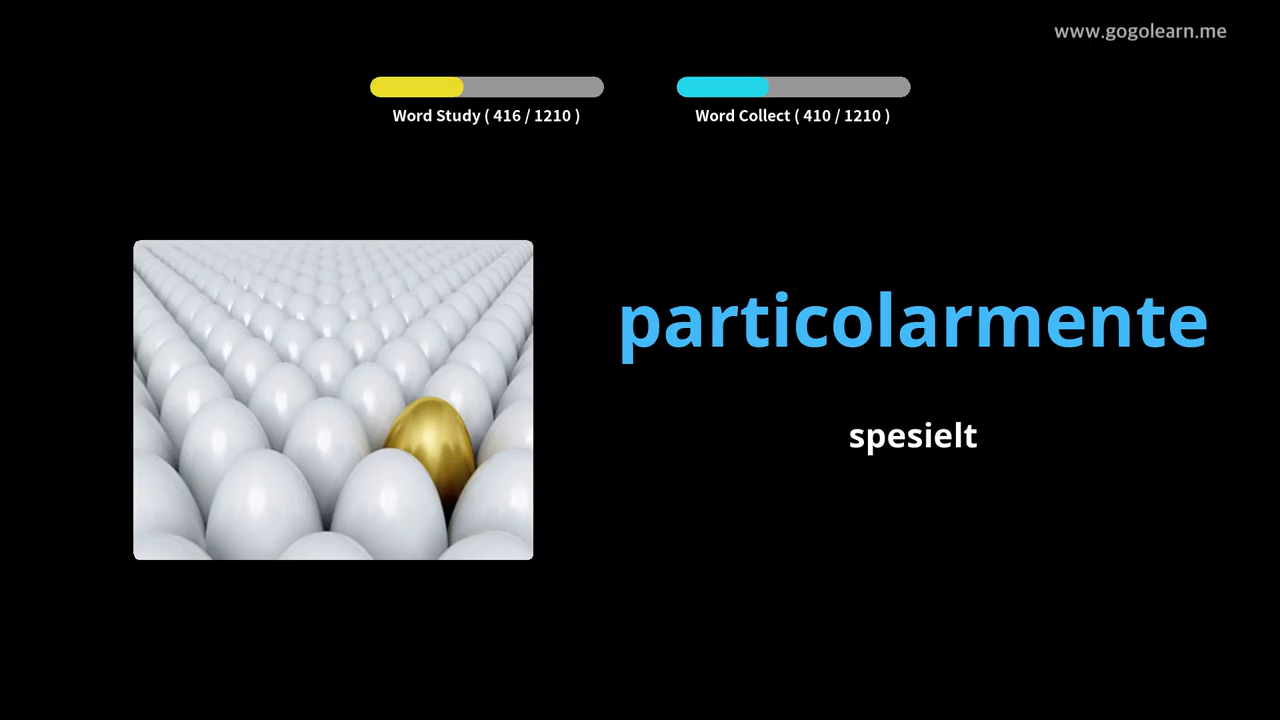 www.gogolearn.me
Word Study ( 416 / 1210 )
Word Collect ( 410 / 1210 )
particolarmente
spesielt